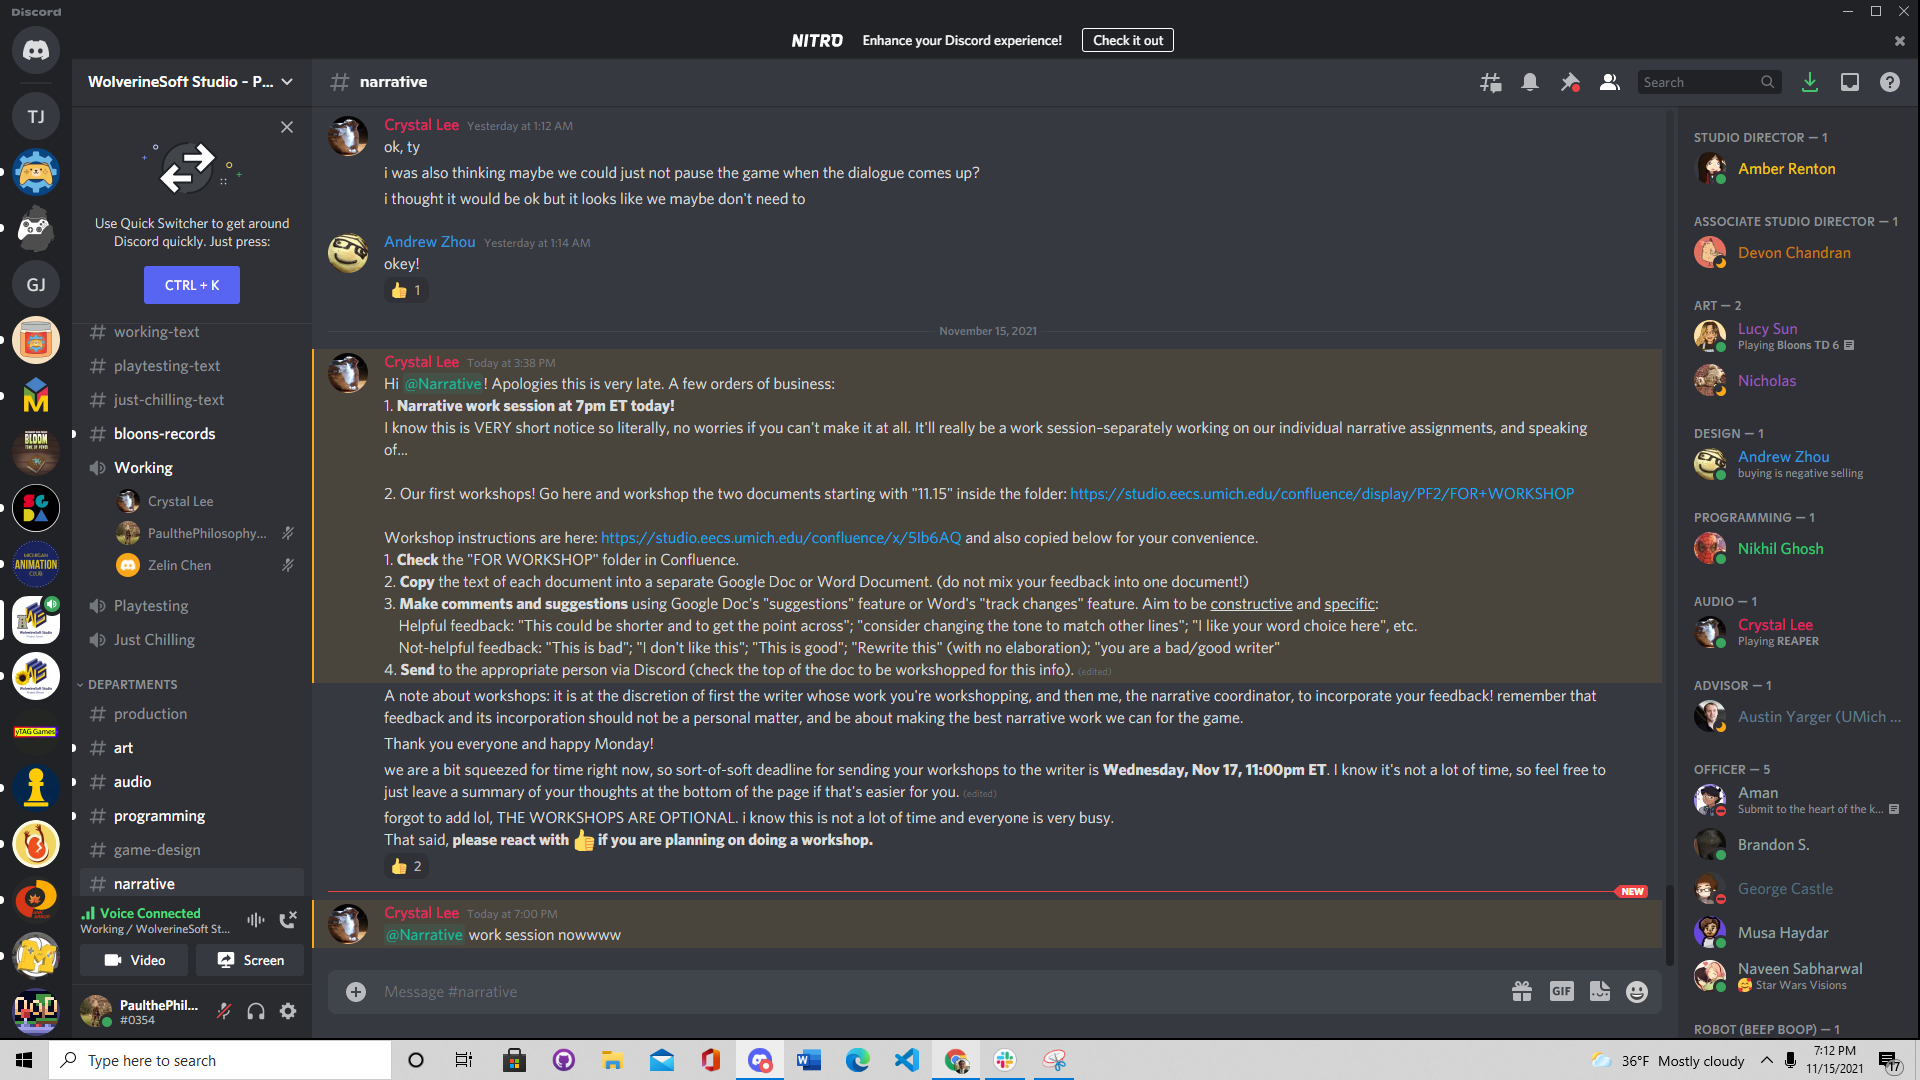 Discord
NITRO Enhance your Discord experience! Check it out
WolverineSoft Studio - P...
narrative
Search
TJ
GJ
Use Quick Switcher to get around
Discord quickly. Just press:
CTRL + K
working-text
playtesting-text
just-chilling-text
bloons-records
Working
Crystal Lee
PaulthePhilosophy...
Zelin Chen
Playtesting
Just Chilling
DEPARTMENTS
production
art
audio
programming
game-design
narrative
Voice Connected
Working / WolverineSoft St...
Video Screen
PaulthePhil...
#0354
BLOOM
MICHIGAN
ANIMATION
CLUB
yTAG Games
Crystal Lee Yesterday at 1:12 AM
ok, ty
i was also thinking maybe we could just not pause the game when the dialogue comes up?
i thought it would be ok but it looks like we maybe don't need to
Andrew Zhou Yesterday at 1:14 AM
okey!
1
November 15, 2021
Crystal Lee Today at 3:38 PM
Hi @Narrative! Apologies this is very late. A few orders of business:
1. Narrative work session at 7pm ET today!
I know this is VERY short notice so literally, no worries if you can't make it at all. It'll really be a work session–separately working on our individual narrative assignments, and speaking
of...
2. Our first workshops! Go here and workshop the two documents starting with "11.15" inside the folder: https://studio.eecs.umich.edu/confluence/display/PF2/FOR+WORKSHOP
Workshop instructions are here: https://studio.eecs.umich.edu/confluence/x/5Ib6AQ and also copied below for your convenience.
1. Check the "FOR WORKSHOP" folder in Confluence.
2. Copy the text of each document into a separate Google Doc or Word Document. (do not mix your feedback into one document!)
3. Make comments and suggestions using Google Doc's "suggestions" feature or Word's "track changes" feature. Aim to be constructive and specific:
Helpful feedback: "This could be shorter and to get the point across"; "consider changing the tone to match other lines"; "I like your word choice here", etc.
Not-helpful feedback: "This is bad"; "I don't like this"; "This is good"; "Rewrite this" (with no elaboration); "you are a bad/good writer"
4. Send to the appropriate person via Discord (check the top of the doc to be workshopped for this info). (edited)
A note about workshops: it is at the discretion of first the writer whose work you're workshopping, and then me, the narrative coordinator, to incorporate your feedback! remember that
feedback and its incorporation should not be a personal matter, and be about making the best narrative work we can for the game.
Thank you everyone and happy Monday!
we are a bit squeezed for time right now, so sort-of-soft deadline for sending your workshops to the writer is Wednesday, Nov 17, 11:00pm ET. I know it's not a lot of time, so feel free to
just leave a summary of your thoughts at the bottom of the page if that's easier for you. (edited)
forgot to add lol, THE WORKSHOPS ARE OPTIONAL. i know this is not a lot of time and everyone is very busy.
That said, please react with 👍 if you are planning on doing a workshop.
2
NEW
Crystal Lee Today at 7:00 PM
@Narrative work session nowwww
Message #narrative
GIF
STUDIO DIRECTOR — 1
Amber Renton
ASSOCIATE STUDIO DIRECTOR — 1
Devon Chandran
ART — 2
Lucy Sun
Playing Bloons TD 6
Nicholas
DESIGN — 1
Andrew Zhou
buying is negative selling
PROGRAMMING — 1
Nikhil Ghosh
AUDIO — 1
Crystal Lee
Playing REAPER
ADVISOR — 1
Austin Yarger (UMich ...
OFFICER — 5
Aman
Submit to the heart of the k...
Brandon S.
George Castle
Musa Haydar
Naveen Sabharwal
🥰 Star Wars Visions
ROBOT (BEEP BOOP) — 1
Type here to search
36°F Mostly cloudy
7:12 PM
11/15/2021
17